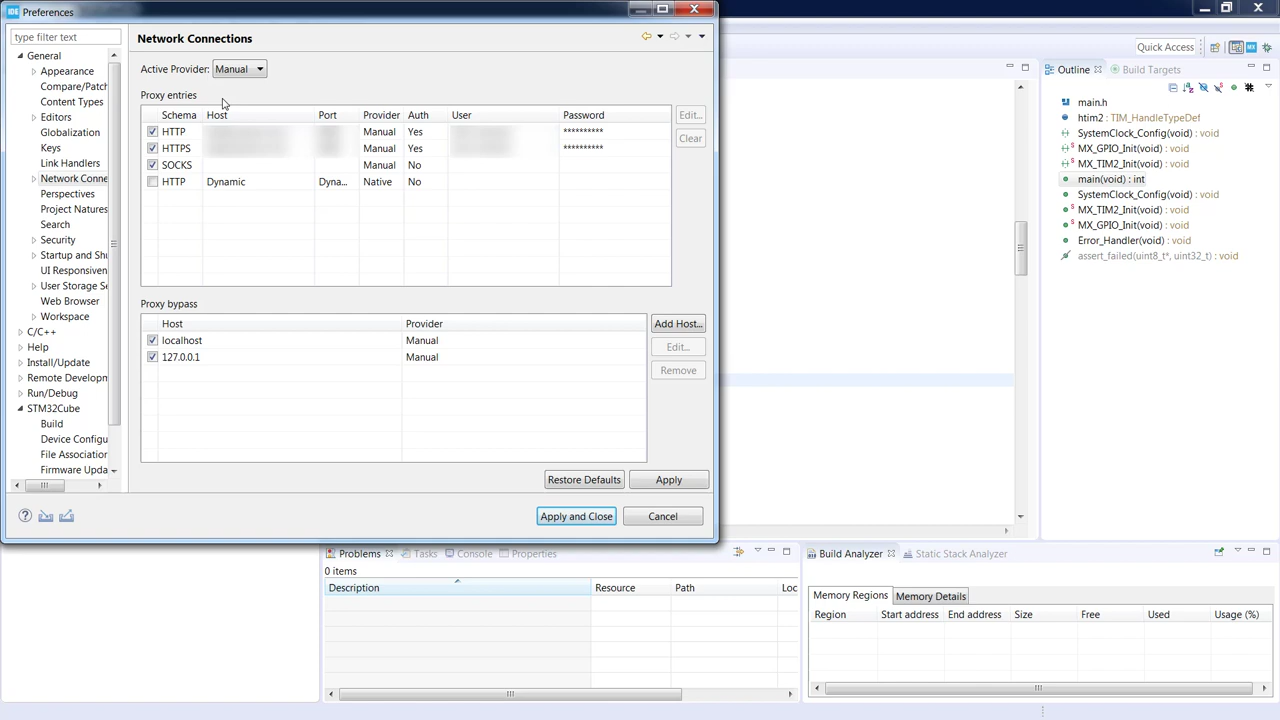 IDE Preferences
type filter text
General
Appearance
Compare/Patch
Content Types
Editors
Globalization
Keys
Link Handlers
Network Conne
Perspectives
Project Natures
Search
Security
Startup and Shu
UI Responsiven
User Storage Se
Web Browser
Workspace
C/C++
Help
Install/Update
Remote Developm
Run/Debug
STM32Cube
Build
Device Configu
File Association
Firmware Upda
Network Connections
Active Provider: Manual
Proxy entries
Schema Host Port Provider Auth User Password
HTTP Manual Yes **********
HTTPS Manual Yes **********
SOCKS Manual No
HTTP Dynamic Dyna... Native No
Edit...
Clear
Proxy bypass
Host Provider
localhost Manual
127.0.0.1 Manual
Add Host...
Edit...
Remove
Restore Defaults Apply
Apply and Close Cancel
Quick Access MX
Outline Build Targets
main.h
htim2 : TIM_HandleTypeDef
SystemClock_Config(void) : void
MX_GPIO_Init(void) : void
MX_TIM2_Init(void) : void
main(void) : int
SystemClock_Config(void) : void
MX_TIM2_Init(void) : void
MX_GPIO_Init(void) : void
Error_Handler(void) : void
assert_failed(uint8_t*, uint32_t) : void
Problems Tasks Console Properties
0 items
Description Resource Path Loc
Build Analyzer Static Stack Analyzer
Memory Regions Memory Details
Region Start address End address Size Free Used Usage (%)